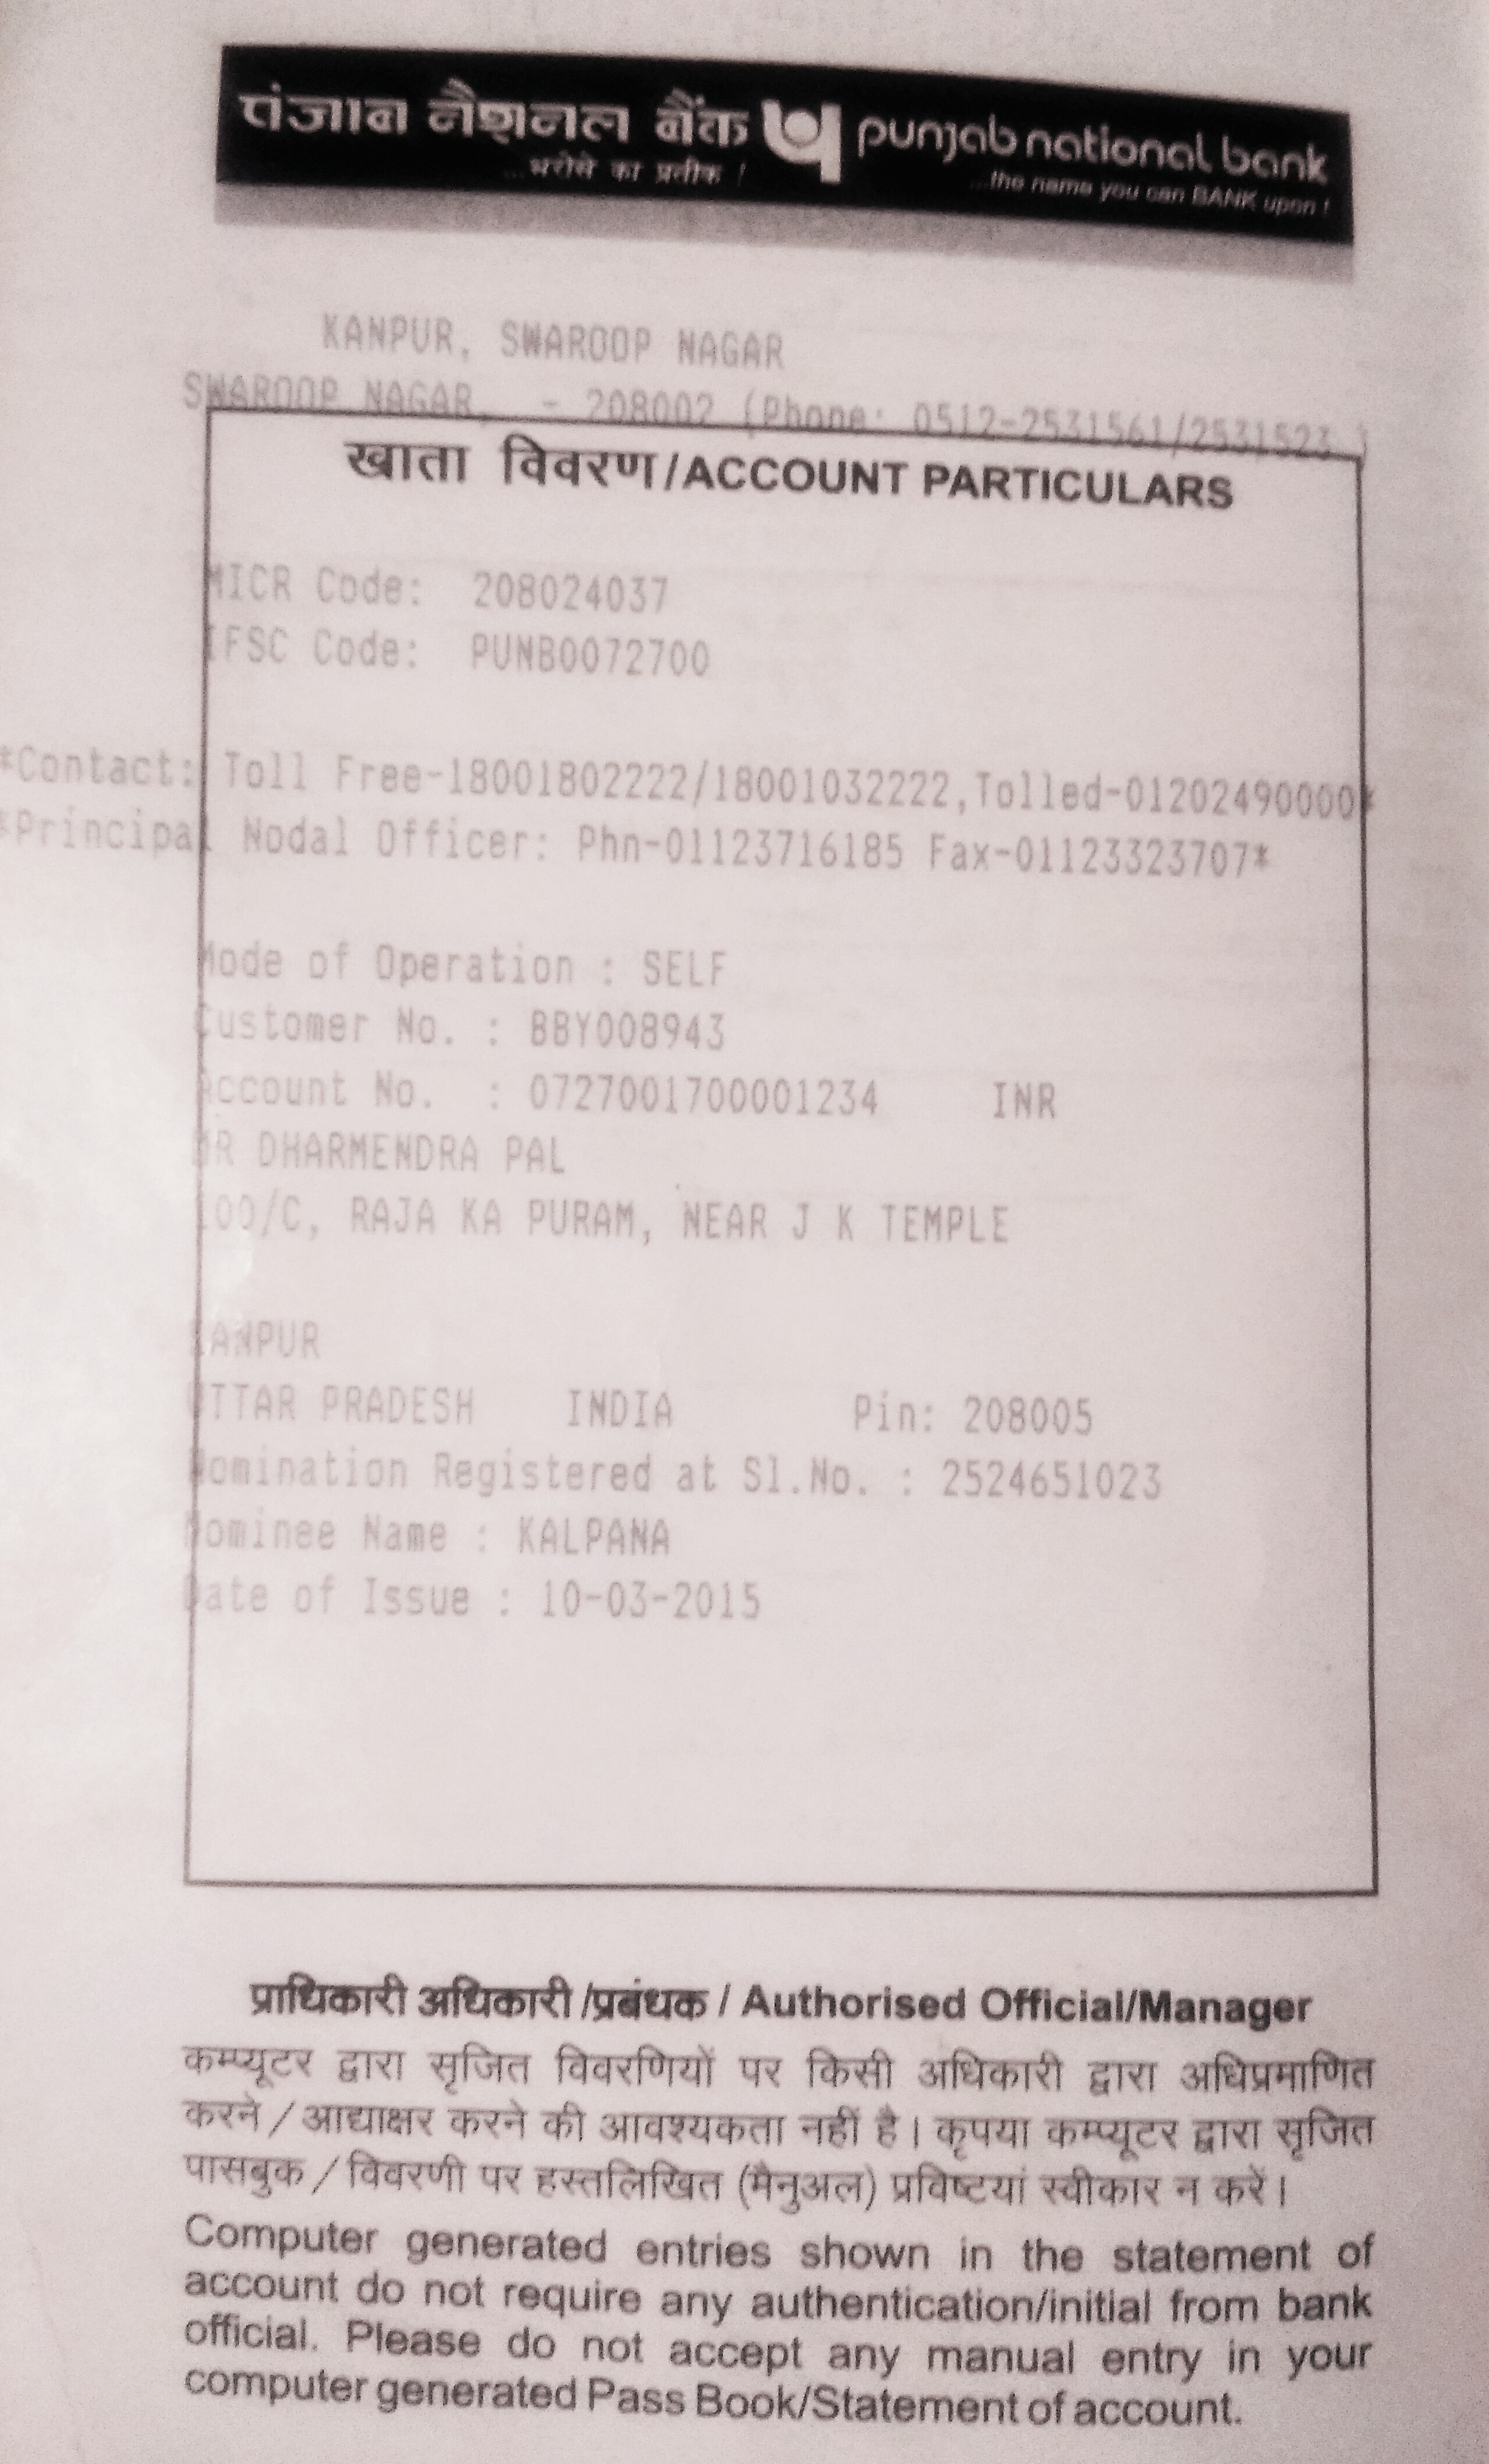 पंजाब नैशनल बैंक punjab national bank
...भरोसे का प्रतीक ! ...the name you can BANK upon !
KANPUR, SWAROOP NAGAR
SWAROOP NAGAR, - 208002 (Phone: 0512-2531561/2531523 )
खाता विवरण/ACCOUNT PARTICULARS
MICR Code: 208024037
IFSC Code: PUNB0072700
*Contact: Toll Free-18001802222/18001032222,Tolled-01202490000*
*Principal Nodal Officer: Phn-01123716185 Fax-01123323707*
Mode of Operation : SELF
Customer No. : BBY008943
Account No. : 0727001700001234 INR
MR DHARMENDRA PAL
100/C, RAJA KA PURAM, NEAR J K TEMPLE
KANPUR
UTTAR PRADESH INDIA Pin: 208005
Nomination Registered at Sl.No. : 2524651023
Nominee Name : KALPANA
Date of Issue : 10-03-2015
प्राधिकारी अधिकारी /प्रबंधक / Authorised Official/Manager
कम्प्यूटर द्वारा सृजित विवरणियों पर किसी अधिकारी द्वारा अधिप्रमाणित
करने / आद्याक्षर करने की आवश्यकता नहीं है। कृपया कम्प्यूटर द्वारा सृजित
पासबुक / विवरणी पर हस्तलिखित (मैनुअल) प्रविष्टयां स्वीकार न करें।
Computer generated entries shown in the statement of
account do not require any authentication/initial from bank
official. Please do not accept any manual entry in your
computer generated Pass Book/Statement of account.